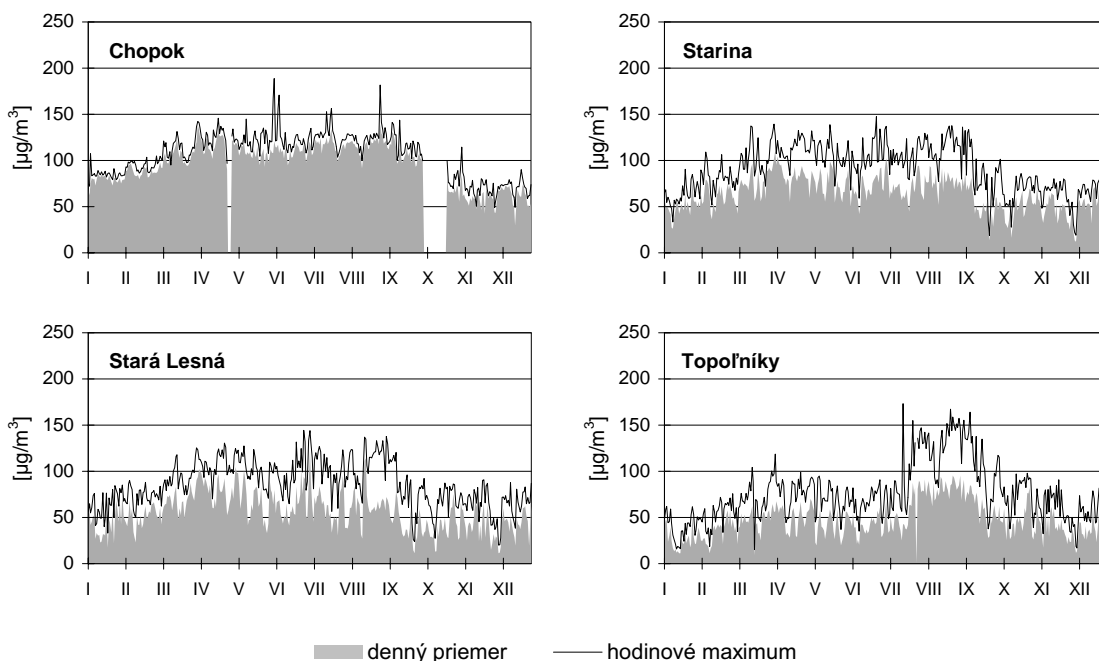 250
Chopok
200
150
100
50
0
[µg/m³]
I II III IV V VI VII VIII IX X XI XII
250
Starina
200
150
100
50
0
[µg/m³]
I II III IV V VI VII VIII IX X XI XII
250
Stará Lesná
200
150
100
50
0
[µg/m³]
I II III IV V VI VII VIII IX X XI XII
250
Topoľníky
200
150
100
50
0
[µg/m³]
I II III IV V VI VII VIII IX X XI XII
denný priemer hodinové maximum